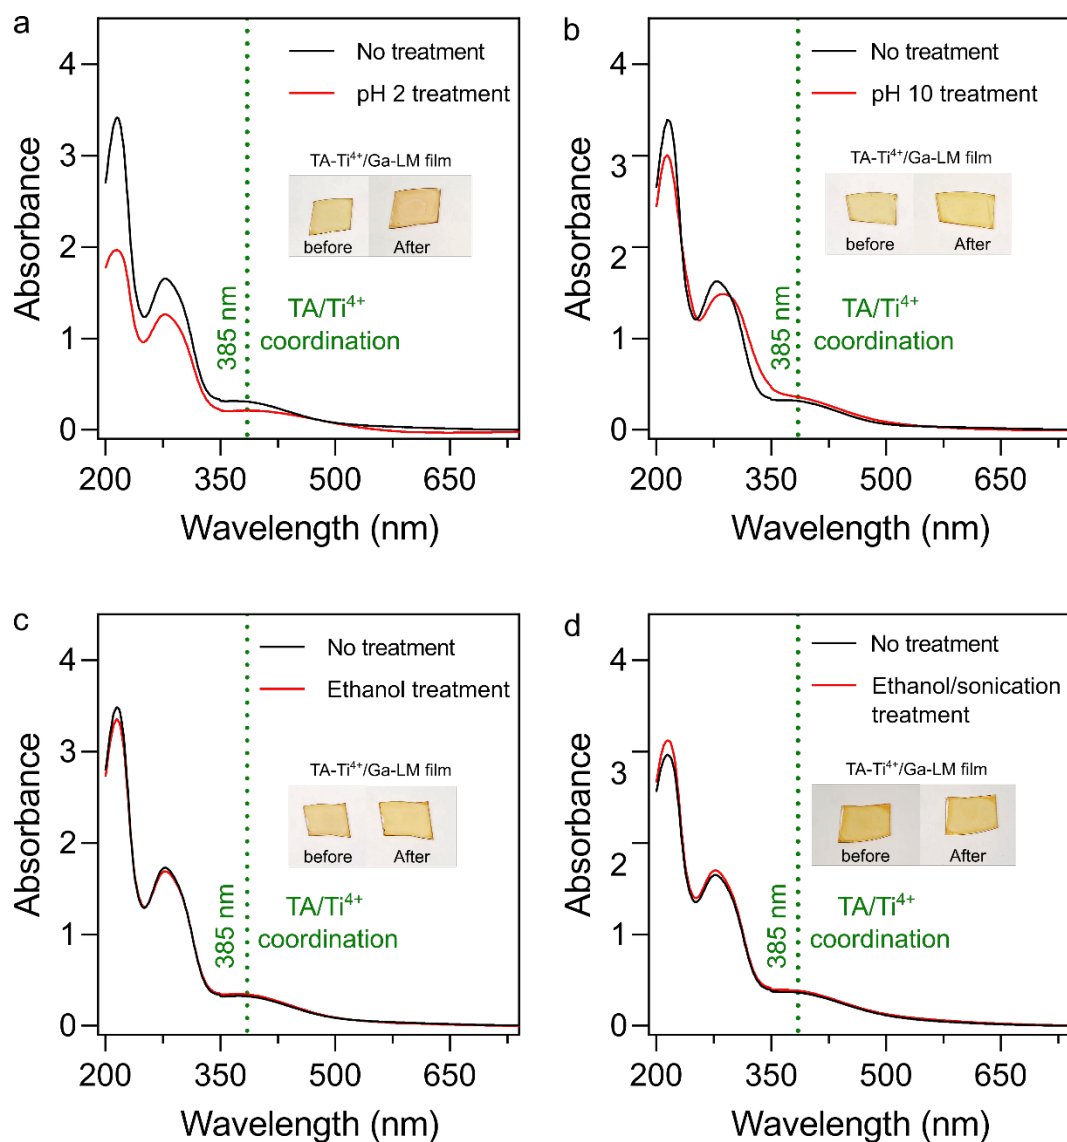 a
Absorbance
4
3
2
1
0
No treatment
pH 2 treatment
TA-Ti⁴⁺/Ga-LM film
before
After
385 nm
TA/Ti⁴⁺
coordination
200
350
500
650
Wavelength (nm)
b
Absorbance
4
3
2
1
0
No treatment
pH 10 treatment
TA-Ti⁴⁺/Ga-LM film
before
After
385 nm
TA/Ti⁴⁺
coordination
200
350
500
650
Wavelength (nm)
c
Absorbance
4
3
2
1
0
No treatment
Ethanol treatment
TA-Ti⁴⁺/Ga-LM film
before
After
385 nm
TA/Ti⁴⁺
coordination
200
350
500
650
Wavelength (nm)
d
Absorbance
4
3
2
1
0
No treatment
Ethanol/sonication
treatment
TA-Ti⁴⁺/Ga-LM film
before
After
385 nm
TA/Ti⁴⁺
coordination
200
350
500
650
Wavelength (nm)